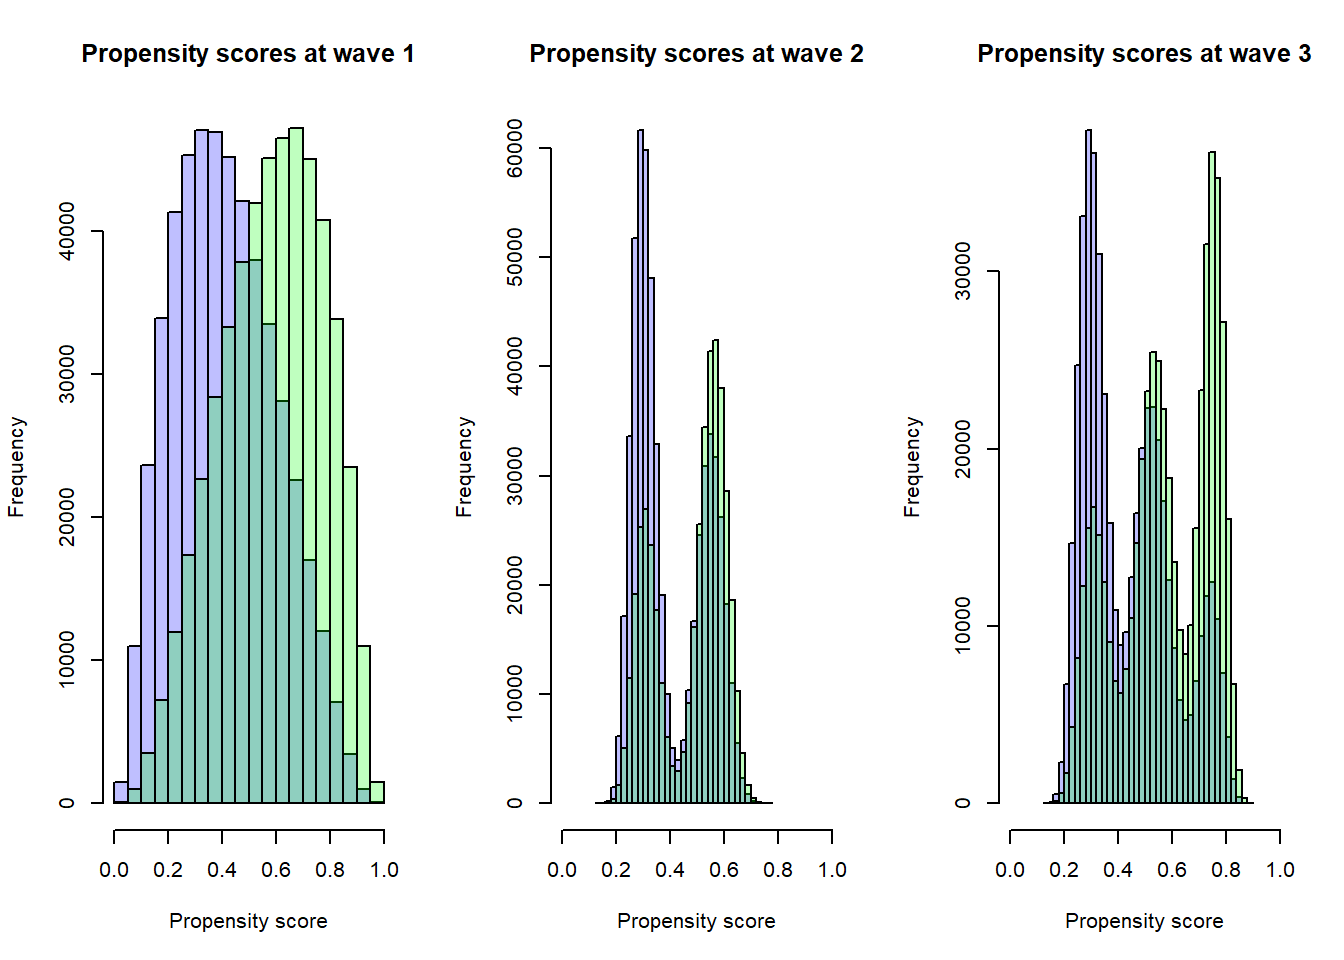 Propensity scores at wave 1
Frequency
40000
30000
20000
10000
0
0.0 0.2 0.4 0.6 0.8 1.0
Propensity score
Propensity scores at wave 2
Frequency
60000
50000
40000
30000
20000
10000
0
0.0 0.2 0.4 0.6 0.8 1.0
Propensity score
Propensity scores at wave 3
Frequency
30000
20000
10000
0
0.0 0.2 0.4 0.6 0.8 1.0
Propensity score